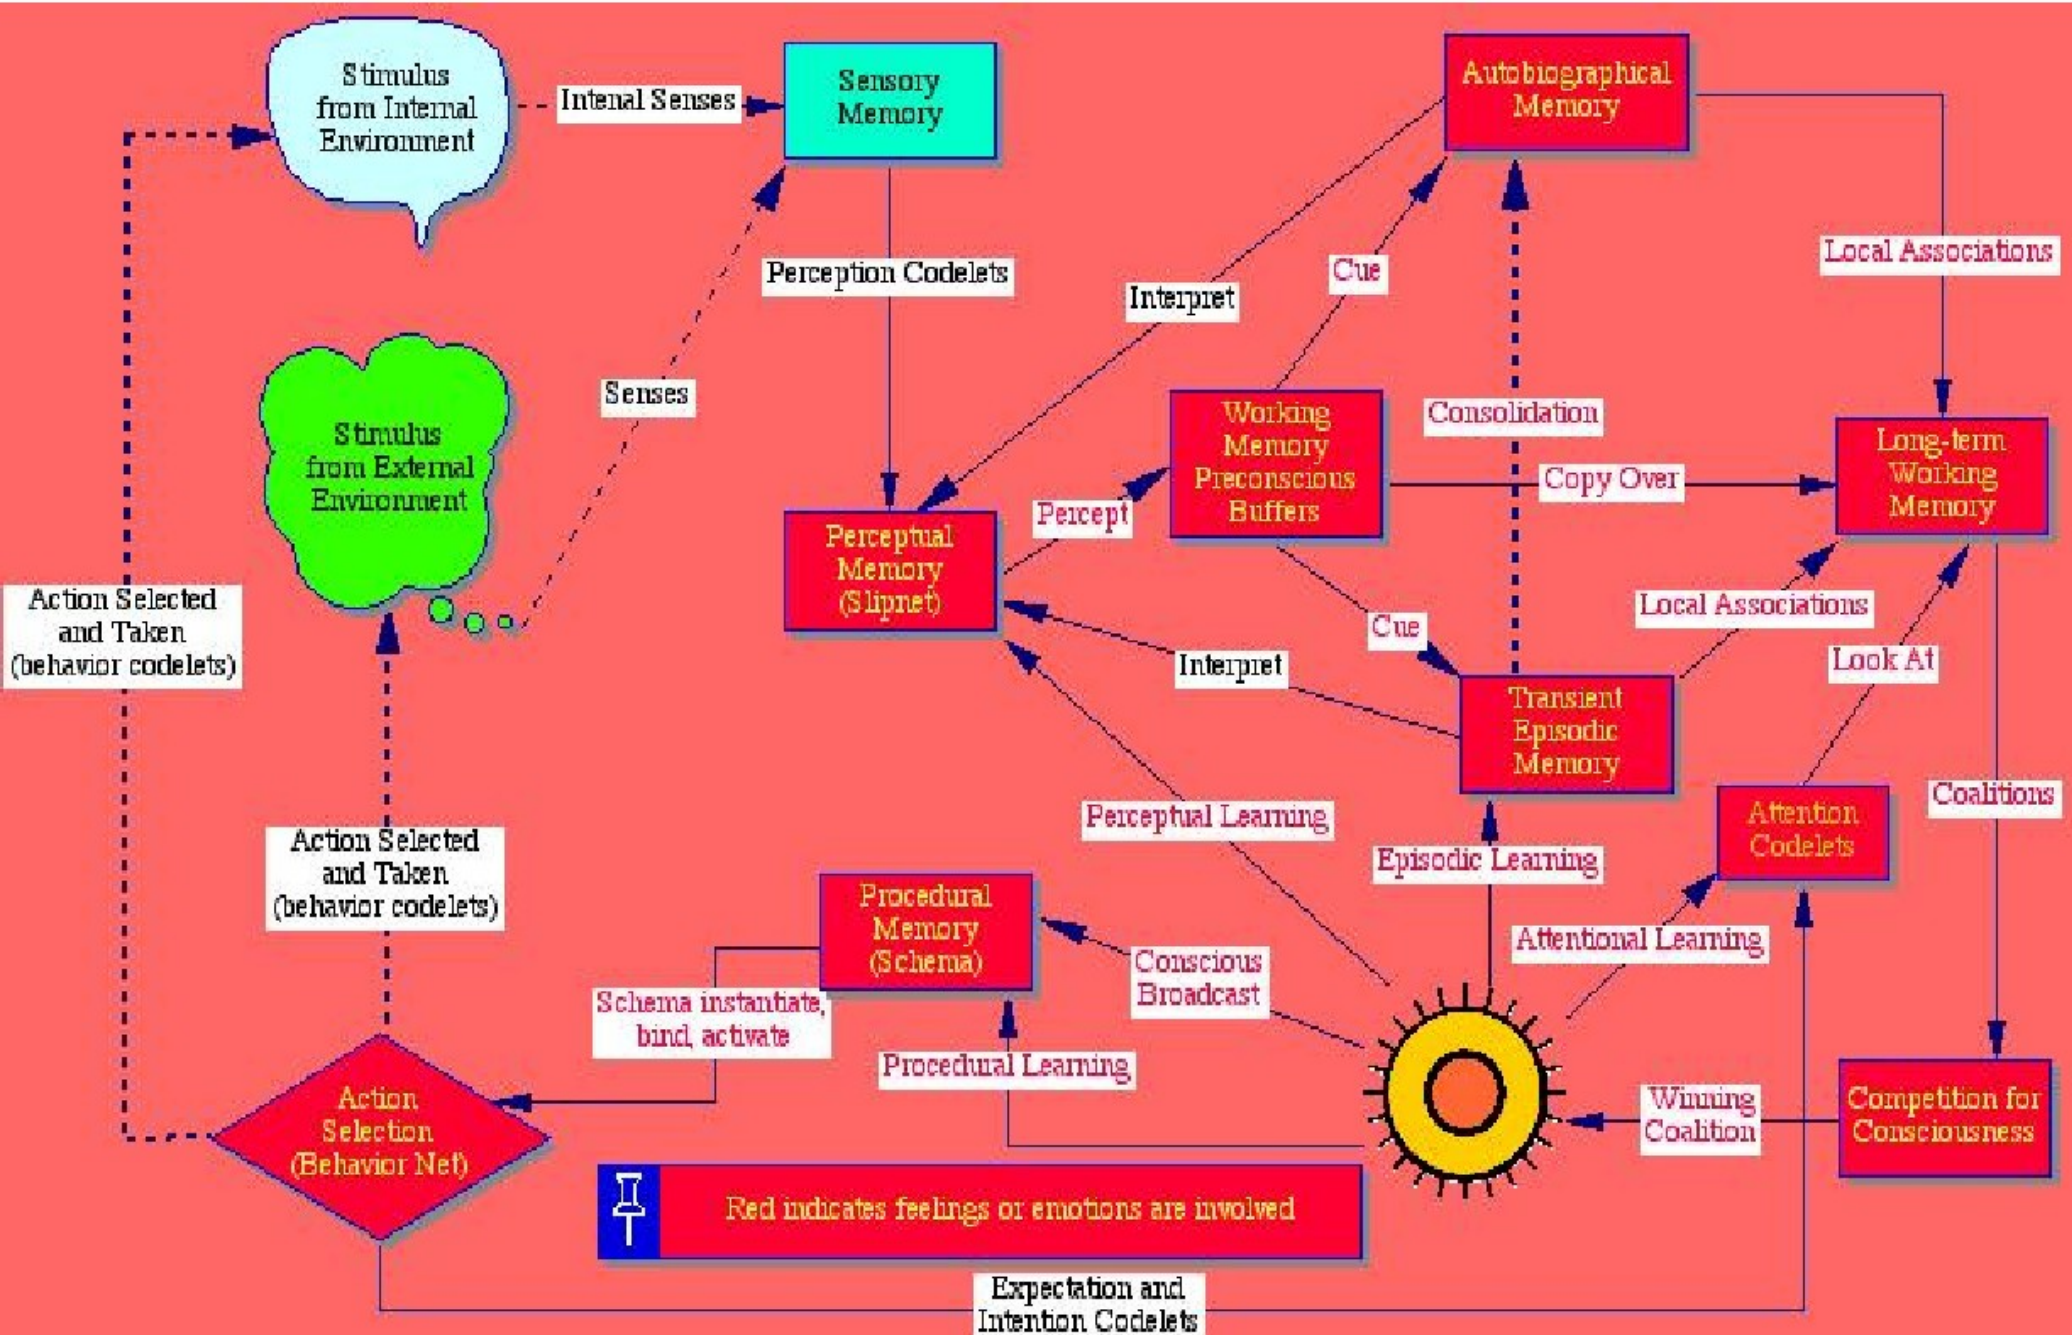 Stimulus
from Internal
Environment
Intenal Senses
Sensory
Memory
Autobiographical
Memory
Local Associations
Perception Codelets
Cue
Interpret
Senses
Stimulus
from External
Environment
Working
Memory
Preconscious
Buffers
Consolidation
Copy Over
Long-term
Working
Memory
Percept
Perceptual
Memory
(Slipnet)
Action Selected
and Taken
(behavior codelets)
Cue
Local Associations
Interpret
Look At
Transient
Episodic
Memory
Perceptual Learning
Coalitions
Attention
Codelets
Action Selected
and Taken
(behavior codelets)
Episodic Learning
Procedural
Memory
(Schema)
Attentional Learning
Conscious
Broadcast
Schema instantiate,
bind, activate
Procedural Learning
Action
Selection
(Behavior Net)
Winning
Coalition
Competition for
Consciousness
Red indicates feelings or emotions are involved
Expectation and
Intention Codelets